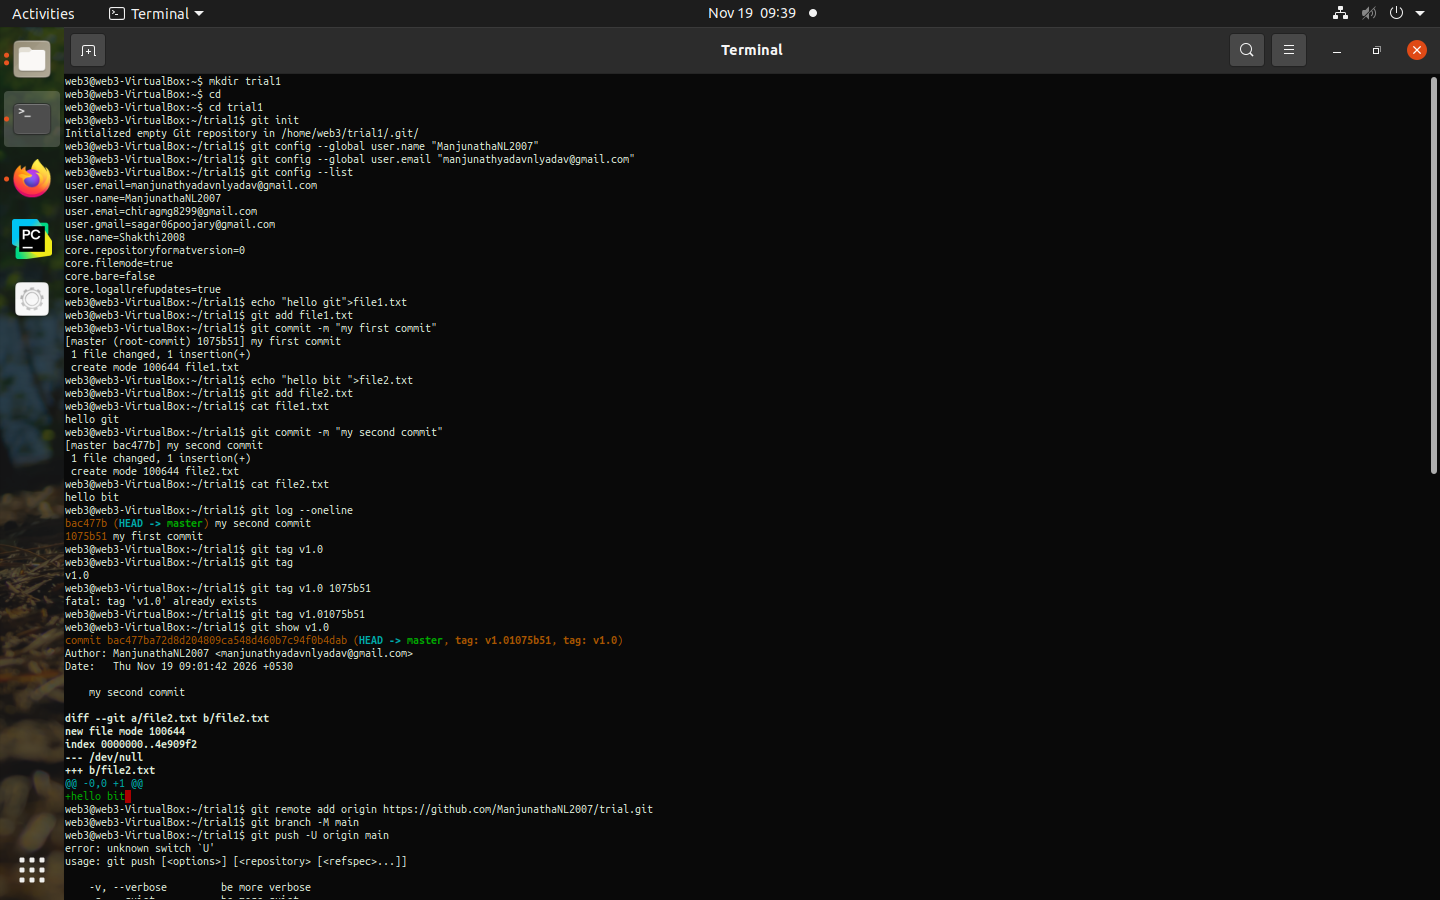 Activities
Terminal
Nov 19 09:39
Terminal
web3@web3-VirtualBox:~$ mkdir trial1
web3@web3-VirtualBox:~$ cd
web3@web3-VirtualBox:~$ cd trial1
web3@web3-VirtualBox:~/trial1$ git init
Initialized empty Git repository in /home/web3/trial1/.git/
web3@web3-VirtualBox:~/trial1$ git config --global user.name "ManjunathaNL2007"
web3@web3-VirtualBox:~/trial1$ git config --global user.email "manjunathyadavnlyadav@gmail.com"
web3@web3-VirtualBox:~/trial1$ git config --list
user.email=manjunathyadavnlyadav@gmail.com
user.name=ManjunathaNL2007
user.emai=chiragmg8299@gmail.com
user.gmail=sagar06poojary@gmail.com
use.name=Shakthi2008
core.repositoryformatversion=0
core.filemode=true
core.bare=false
core.logallrefupdates=true
web3@web3-VirtualBox:~/trial1$ echo "hello git">file1.txt
web3@web3-VirtualBox:~/trial1$ git add file1.txt
web3@web3-VirtualBox:~/trial1$ git commit -m "my first commit"
[master (root-commit) 1075b51] my first commit
 1 file changed, 1 insertion(+)
 create mode 100644 file1.txt
web3@web3-VirtualBox:~/trial1$ echo "hello bit ">file2.txt
web3@web3-VirtualBox:~/trial1$ git add file2.txt
web3@web3-VirtualBox:~/trial1$ cat file1.txt
hello git
web3@web3-VirtualBox:~/trial1$ git commit -m "my second commit"
[master bac477b] my second commit
 1 file changed, 1 insertion(+)
 create mode 100644 file2.txt
web3@web3-VirtualBox:~/trial1$ cat file2.txt
hello bit
web3@web3-VirtualBox:~/trial1$ git log --oneline
bac477b (HEAD -> master) my second commit
1075b51 my first commit
web3@web3-VirtualBox:~/trial1$ git tag v1.0
web3@web3-VirtualBox:~/trial1$ git tag
v1.0
web3@web3-VirtualBox:~/trial1$ git tag v1.0 1075b51
fatal: tag 'v1.0' already exists
web3@web3-VirtualBox:~/trial1$ git tag v1.01075b51
web3@web3-VirtualBox:~/trial1$ git show v1.0
commit bac477ba72d8d204809ca548d460b7c94f0b4dab (HEAD -> master, tag: v1.01075b51, tag: v1.0)
Author: ManjunathaNL2007 <manjunathyadavnlyadav@gmail.com>
Date:   Thu Nov 19 09:01:42 2026 +0530
    my second commit
diff --git a/file2.txt b/file2.txt
new file mode 100644
index 0000000..4e909f2
--- /dev/null
+++ b/file2.txt
@@ -0,0 +1 @@
+hello bit
web3@web3-VirtualBox:~/trial1$ git remote add origin https://github.com/ManjunathaNL2007/trial.git
web3@web3-VirtualBox:~/trial1$ git branch -M main
web3@web3-VirtualBox:~/trial1$ git push -U origin main
error: unknown switch `U'
usage: git push [<options>] [<repository> [<refspec>...]]
    -v, --verbose         be more verbose
PC